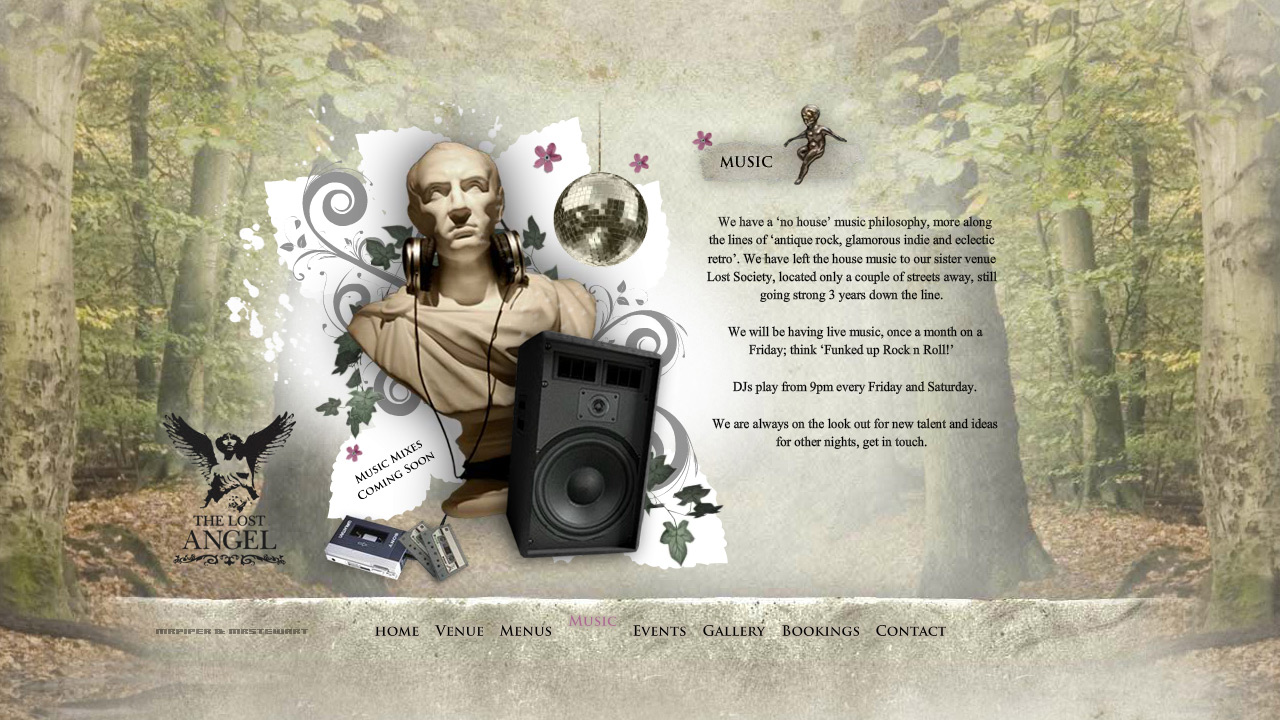 MUSIC
We have a ‘no house’ music philosophy, more along
the lines of ‘antique rock, glamorous indie and eclectic
retro’. We have left the house music to our sister venue
Lost Society, located only a couple of streets away, still
going strong 3 years down the line.
We will be having live music, once a month on a
Friday; think ‘Funked up Rock n Roll!’
DJs play from 9pm every Friday and Saturday.
We are always on the look out for new talent and ideas
for other nights, get in touch.
Music Mixes
Coming Soon
THE LOST
ANGEL
MRPIPER & MRSTEWART
HOME Venue Menus Music Events Gallery Bookings Contact